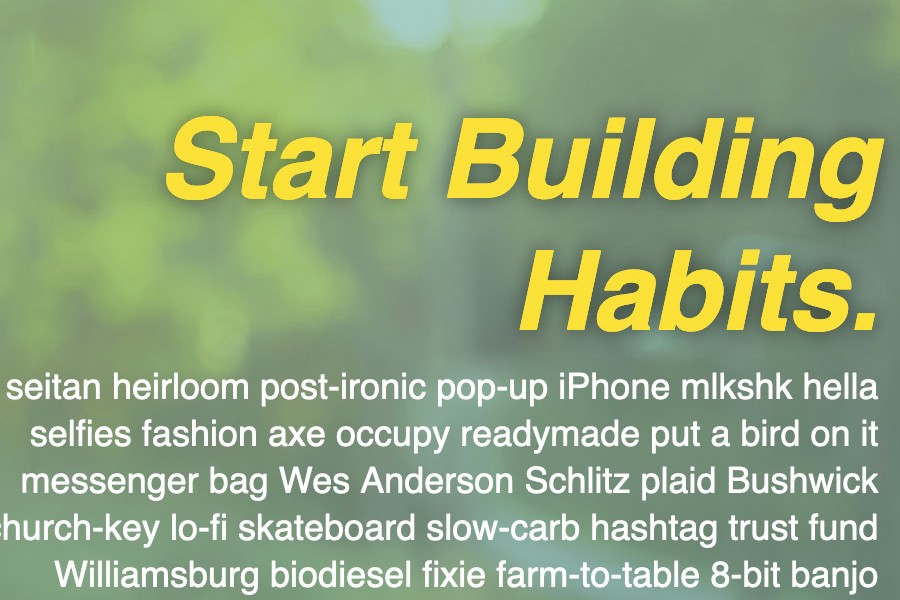 Start Building
Habits.
seitan heirloom post-ironic pop-up iPhone mlkshk hella
selfies fashion axe occupy readymade put a bird on it
messenger bag Wes Anderson Schlitz plaid Bushwick
church-key lo-fi skateboard slow-carb hashtag trust fund
Williamsburg biodiesel fixie farm-to-table 8-bit banjo